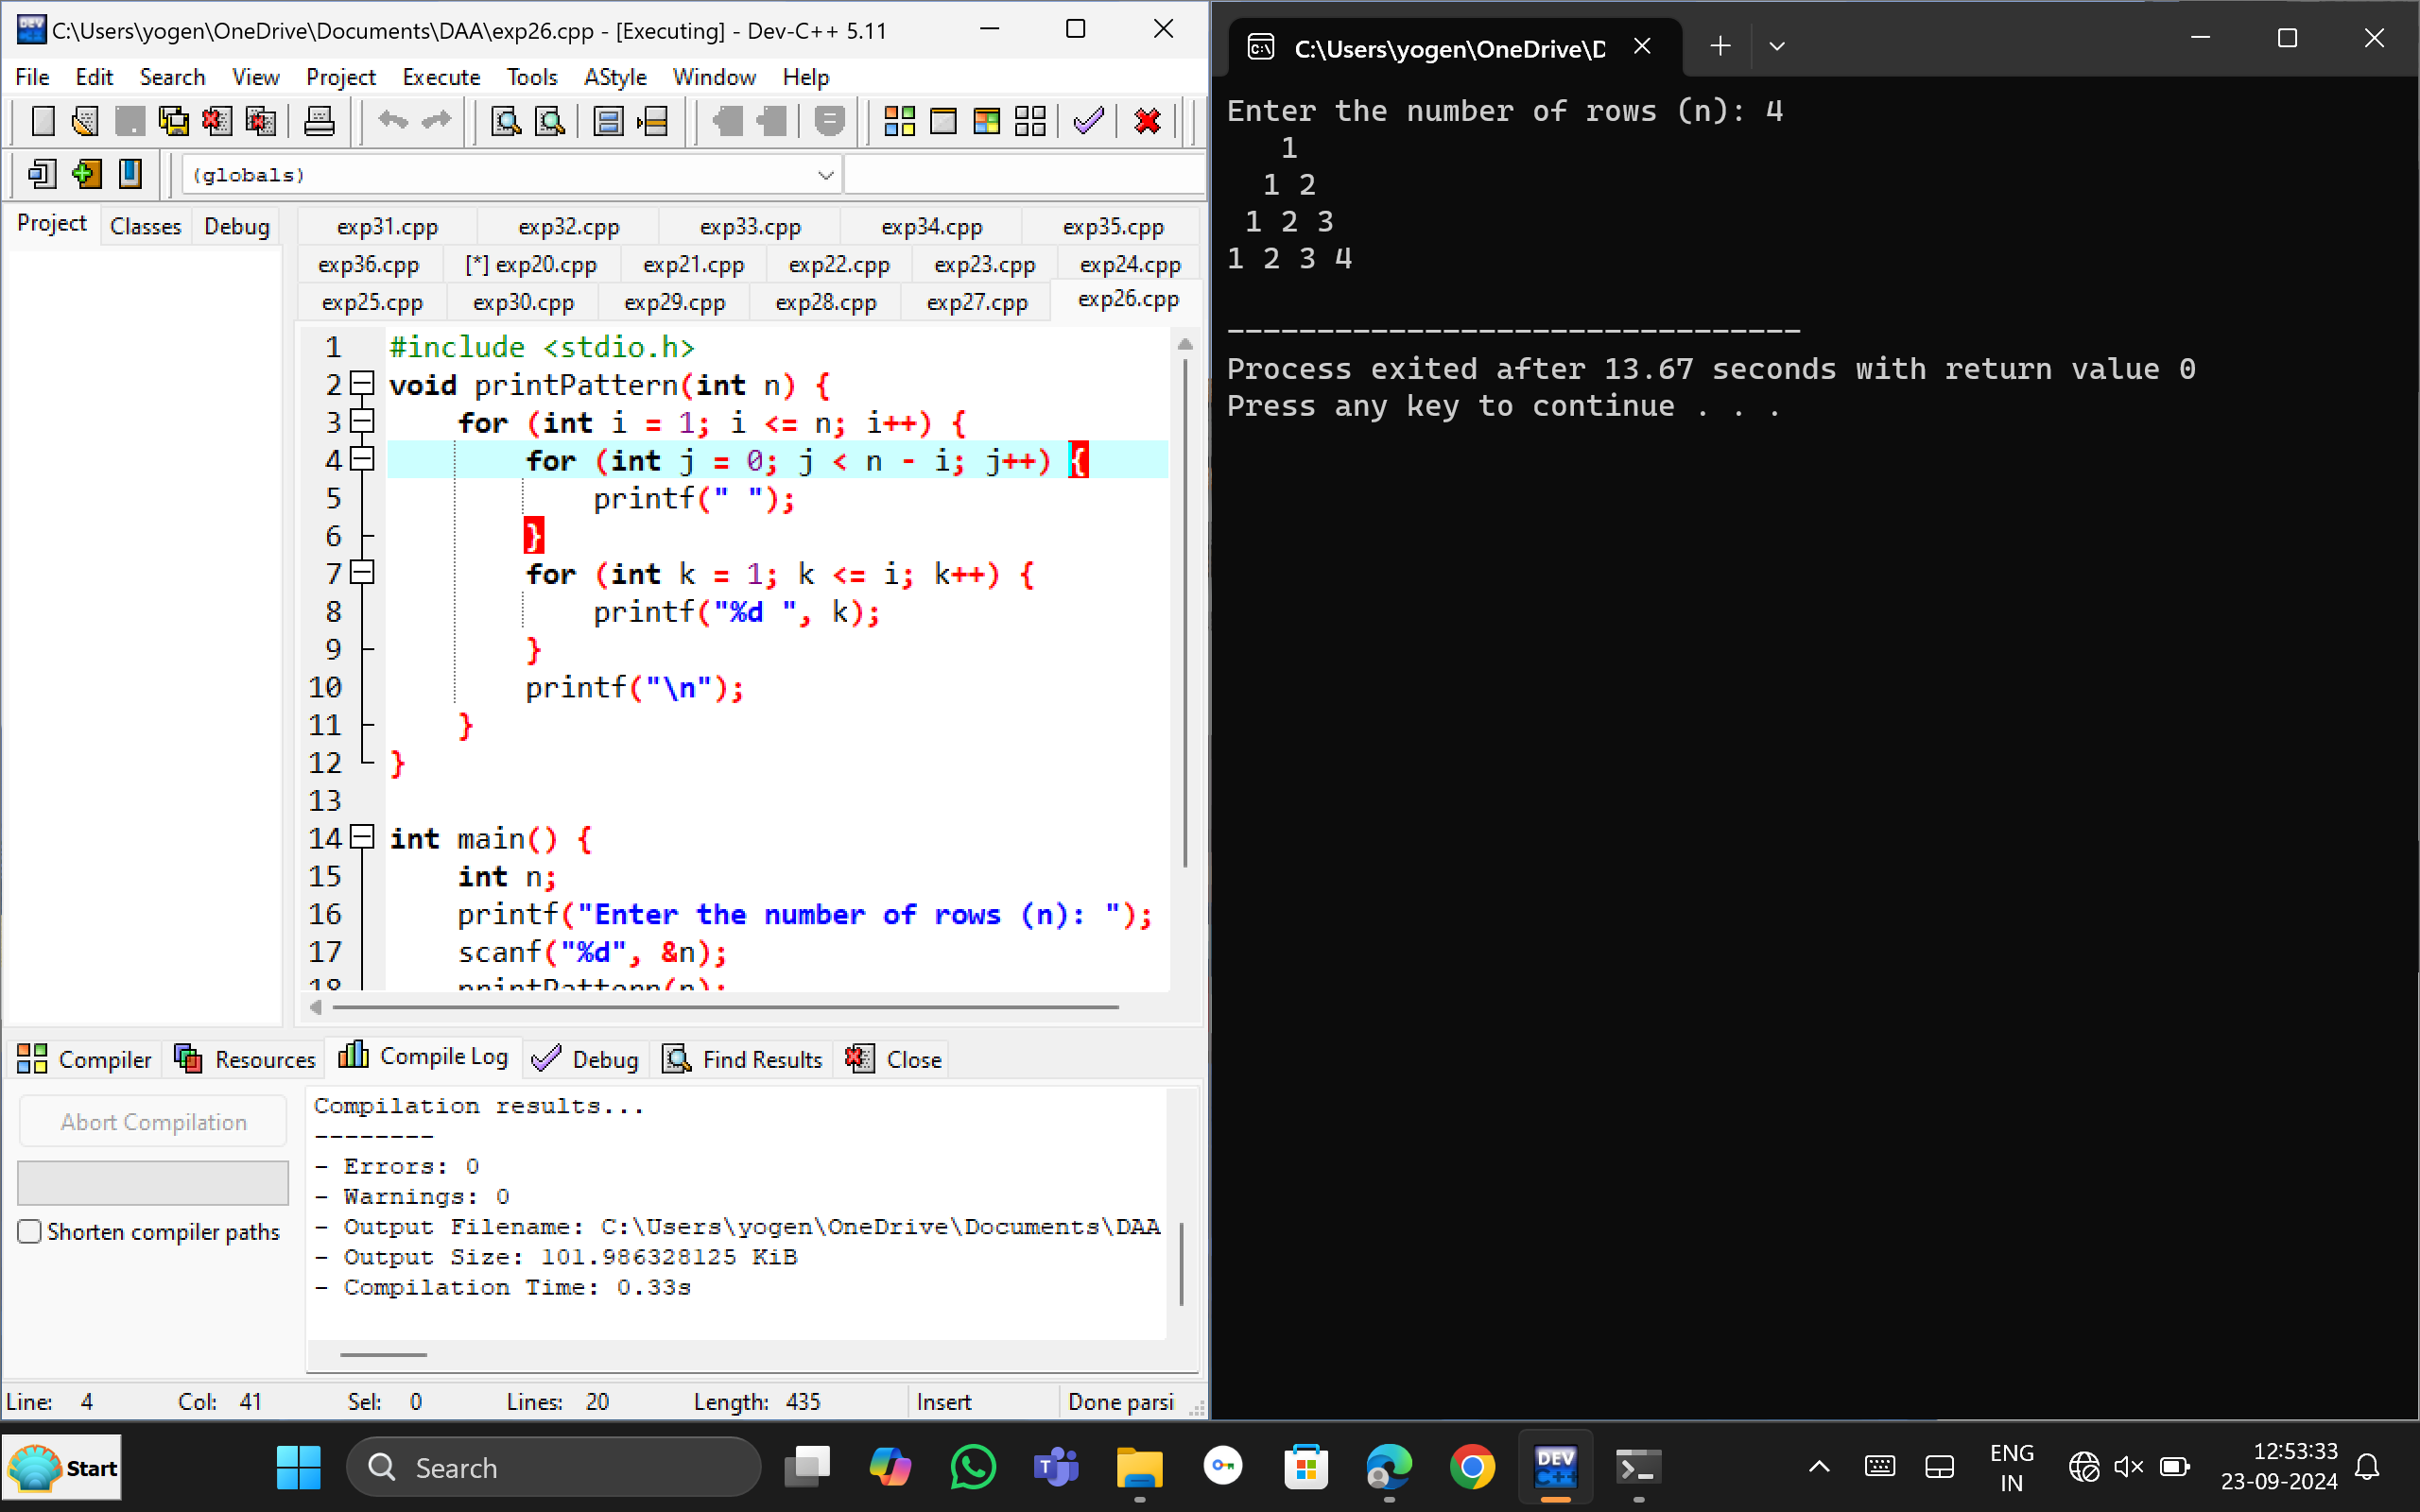 C:\Users\yogen\OneDrive\Documents\DAA\exp26.cpp - [Executing] - Dev-C++ 5.11
File Edit Search View Project Execute Tools AStyle Window Help
(globals)
Project Classes Debug
exp31.cpp exp32.cpp exp33.cpp exp34.cpp exp35.cpp
exp36.cpp [*] exp20.cpp exp21.cpp exp22.cpp exp23.cpp exp24.cpp
exp25.cpp exp30.cpp exp29.cpp exp28.cpp exp27.cpp exp26.cpp
1 #include <stdio.h>
2 void printPattern(int n) {
3 for (int i = 1; i <= n; i++) {
4 for (int j = 0; j < n - i; j++) {
5 printf(" ");
6 }
7 for (int k = 1; k <= i; k++) {
8 printf("%d ", k);
9 }
10 printf("\n");
11 }
12 }
13
14 int main() {
15 int n;
16 printf("Enter the number of rows (n): ");
17 scanf("%d", &n);
18 printPattern(n);
Compiler Resources Compile Log Debug Find Results Close
Abort Compilation
Shorten compiler paths
Compilation results...
--------
- Errors: 0
- Warnings: 0
- Output Filename: C:\Users\yogen\OneDrive\Documents\DAA
- Output Size: 101.986328125 KiB
- Compilation Time: 0.33s
Line: 4 Col: 41 Sel: 0 Lines: 20 Length: 435 Insert Done parsi
C:\Users\yogen\OneDrive\D
Enter the number of rows (n): 4
   1
  1 2
 1 2 3
1 2 3 4
--------------------------------
Process exited after 13.67 seconds with return value 0
Press any key to continue . . .
Start
Search
DEV C++
ENG
IN
12:53:33
23-09-2024